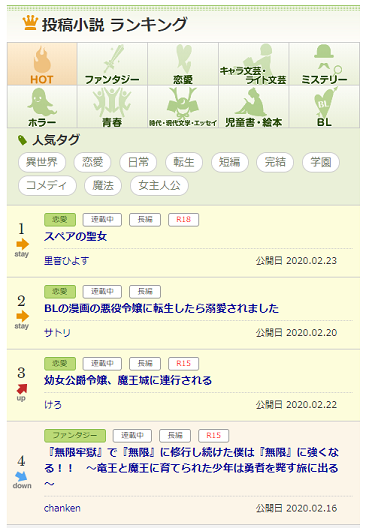 投稿小説 ランキング
HOT
ファンタジー
恋愛
キャラ文芸・
ライト文芸
ミステリー
ホラー
青春
時代・現代文学・エッセイ
児童書・絵本
BL
人気タグ
異世界 恋愛 日常 転生 短編 完結 学園
コメディ 魔法 女主人公
1
stay
恋愛 連載中 長編 R18
スペアの聖女
里音ひよす 公開日 2020.02.23
2
stay
恋愛 連載中 長編
BLの漫画の悪役令嬢に転生したら溺愛されました
サトリ 公開日 2020.02.20
3
up
恋愛 連載中 長編 R15
幼女公爵令嬢、魔王城に連行される
けろ 公開日 2020.02.22
4
down
ファンタジー 連載中 長編 R15
『無限牢獄』で『無限』に修行し続けた僕は『無限』に強くな
る！！　～竜王と魔王に育てられた少年は勇者を斃す旅に出る
～
chanken 公開日 2020.02.16